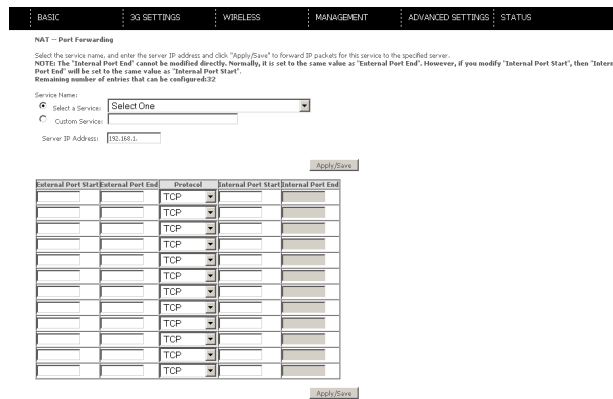 BASIC 3G SETTINGS WIRELESS MANAGEMENT ADVANCED SETTINGS STATUS
NAT -- Port Forwarding
Select the service name, and enter the server IP address and click "Apply/Save" to forward IP packets for this service to the specified server.
NOTE: The "Internal Port End" cannot be modified directly. Normally, it is set to the same value as "External Port End". However, if you modify "Internal Port Start", then "Intern
Port End" will be set to the same value as "Internal Port Start".
Remaining number of entries that can be configured:32
Service Name:
Select a Service: Select One
Custom Service:
Server IP Address: 192.168.1.
Apply/Save
External Port Start External Port End Protocol Internal Port Start Internal Port End
TCP
TCP
TCP
TCP
TCP
TCP
TCP
TCP
TCP
TCP
TCP
TCP
Apply/Save